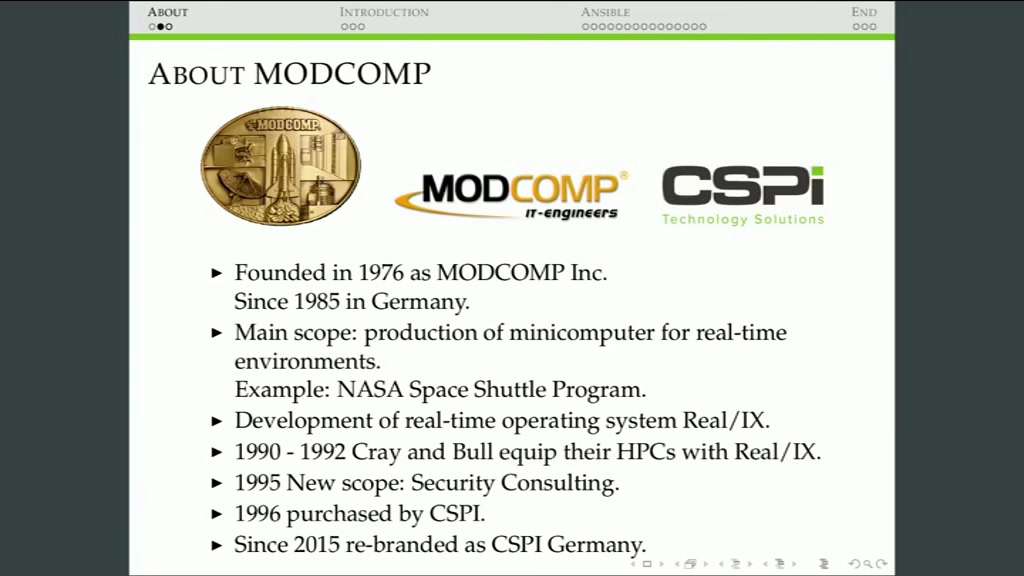 ABOUT
INTRODUCTION
ANSIBLE
END
ABOUT MODCOMP
MODCOMP
MODCOMP®
IT-ENGINEERS
CSPi
Technology Solutions
Founded in 1976 as MODCOMP Inc.
Since 1985 in Germany.
Main scope: production of minicomputer for real-time
environments.
Example: NASA Space Shuttle Program.
Development of real-time operating system Real/IX.
1990 - 1992 Cray and Bull equip their HPCs with Real/IX.
1995 New scope: Security Consulting.
1996 purchased by CSPI.
Since 2015 re-branded as CSPI Germany.